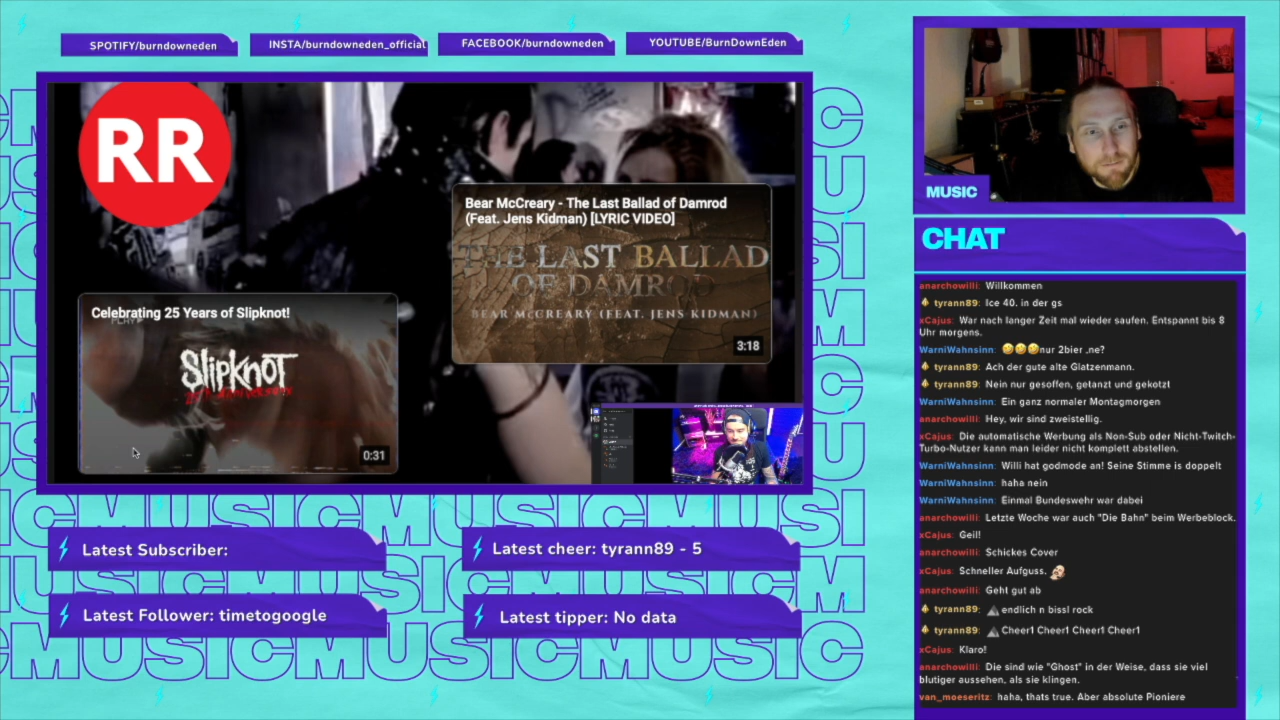 SPOTIFY/burndowneden
INSTA/burndowneden_official
FACEBOOK/burndowneden
YOUTUBE/BurnDownEden
RR
Bear McCreary - The Last Ballad of Damrod
(Feat. Jens Kidman) [LYRIC VIDEO]
THE LAST BALLAD
OF DAMROD
BEAR MCCREARY (FEAT. JENS KIDMAN)
3:18
Celebrating 25 Years of Slipknot!
PLAY
SLIPKNOT
0:31
MUSIC
CHAT
anarchowilli: Willkommen
tyrann89: Ice 40. in der gs
xCajus: War nach langer Zeit mal wieder saufen. Entspannt bis 8
Uhr morgens.
WarniWahnsinn: 🤣🤣🤣nur 2bier ,ne?
tyrann89: Ach der gute alte Glatzenmann.
tyrann89: Nein nur gesoffen, getanzt und gekotzt
WarniWahnsinn: Ein ganz normaler Montagmorgen
anarchowilli: Hey, wir sind zweistellig.
xCajus: Die automatische Werbung als Non-Sub oder Nicht-Twitch-
Turbo-Nutzer kann man leider nicht komplett abstellen.
WarniWahnsinn: Willi hat godmode an! Seine Stimme is doppelt
WarniWahnsinn: haha nein
WarniWahnsinn: Einmal Bundeswehr war dabei
anarchowilli: Letzte Woche war auch "Die Bahn" beim Werbeblock.
xCajus: Geil!
anarchowilli: Schickes Cover
xCajus: Schneller Aufguss.
anarchowilli: Geht gut ab
tyrann89: endlich n bissl rock
tyrann89: Cheer1 Cheer1 Cheer1 Cheer1
xCajus: Klaro!
anarchowilli: Die sind wie "Ghost" in der Weise, dass sie viel
blutiger aussehen, als sie klingen.
van_moeseritz: haha, thats true. Aber absolute Pioniere
Latest Subscriber:
Latest cheer: tyrann89 - 5
Latest Follower: timetogoogle
Latest tipper: No data
MUSICMUSICMUSICMUSI
USICMUSICMUSICMUSICM
MUSICMUSICMUSICMUSIC